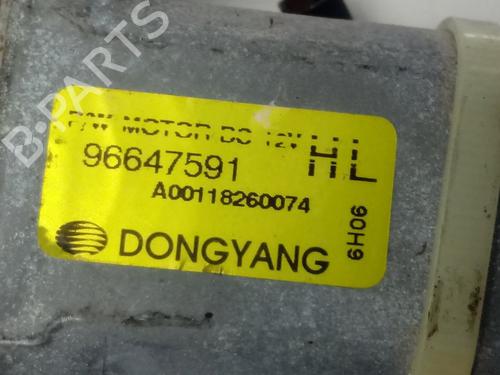 B-PARTS
P/W MOTOR DC 12V
96647591 HL
A00118260074
6H06
DONGYANG